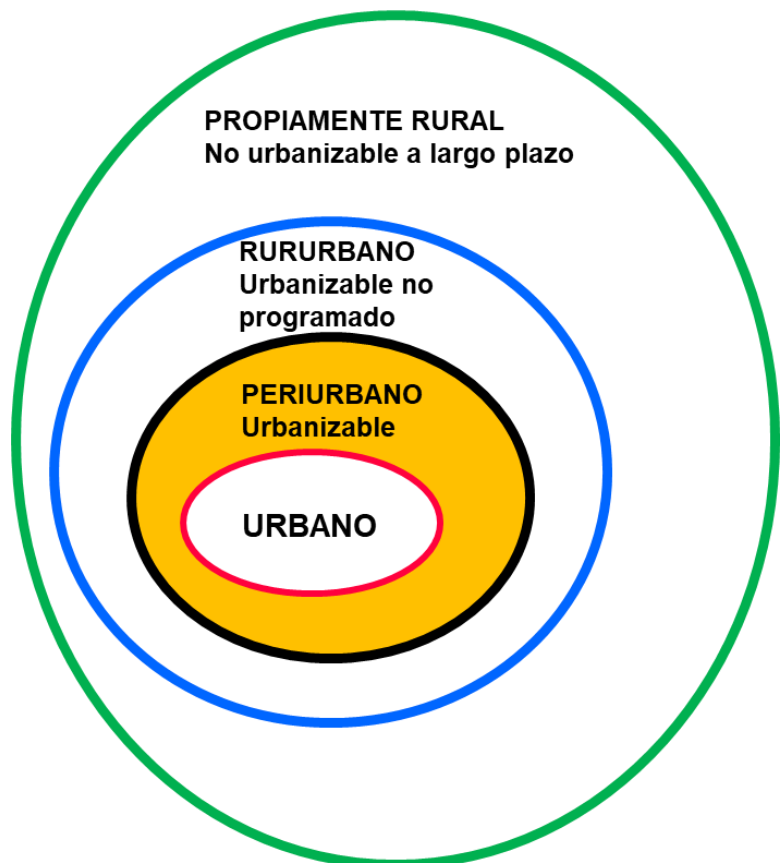 PROPIAMENTE RURAL
No urbanizable a largo plazo
RURURBANO
Urbanizable no
programado
PERIURBANO
Urbanizable
URBANO